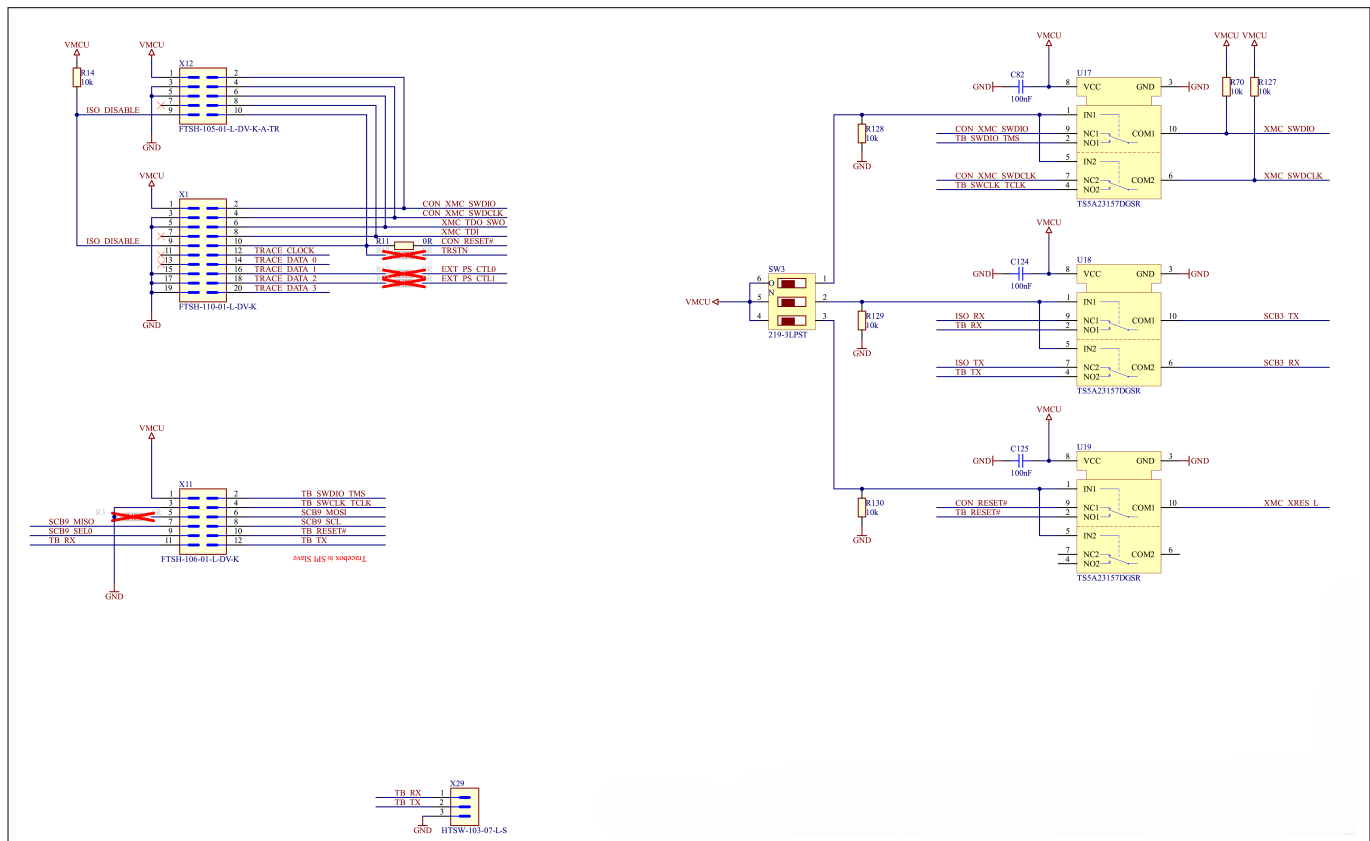 VMCU
VMCU
R14
10k
X12
1 2
3 4
5 6
7 8
9 10
ISO_DISABLE
FTSH-105-01-L-DV-K-A-TR
GND
VMCU
X1
1 2
3 4
5 6
7 8
9 10
11 12
13 14
15 16
17 18
19 20
ISO_DISABLE
CON_XMC_SWDIO
CON_XMC_SWDCLK
XMC_TDO_SWO
XMC_TDI
R11 0R CON_RESET#
TRACE_CLOCK
TRSTN
TRACE_DATA_0
TRACE_DATA_1
EXT_PS_CTL0
TRACE_DATA_2
EXT_PS_CTL1
TRACE_DATA_3
FTSH-110-01-L-DV-K
GND
VMCU
X11
1 2 TB_SWDIO_TMS
3 4 TB_SWCLK_TCLK
R3
5 6 SCB9_MOSI
SCB9_MISO 7 8 SCB9_SCL
SCB9_SEL0 9 10 TB_RESET#
TB_RX 11 12 TB_TX
FTSH-106-01-L-DV-K
Tracebox is SPI Slave
GND
X29
TB_RX 1
TB_TX 2
3
GND
HTSW-103-07-L-S
VMCU
SW3
6 1
5 2
4 3
O
N
219-3LPST
VMCU
C82
GND
100nF
U17
8 VCC GND 3 GND
1 IN1
CON_XMC_SWDIO 9 NC1 COM1 10 XMC_SWDIO
TB_SWDIO_TMS 2 NO1
5 IN2
CON_XMC_SWDCLK 7 NC2 COM2 6 XMC_SWDCLK
TB_SWCLK_TCLK 4 NO2
TS5A23157DGSR
R128
10k
GND
VMCU VMCU
R70
10k
R127
10k
VMCU
C124
GND
100nF
U18
8 VCC GND 3 GND
1 IN1
ISO_RX 9 NC1 COM1 10 SCB3_TX
TB_RX 2 NO1
5 IN2
ISO_TX 7 NC2 COM2 6 SCB3_RX
TB_TX 4 NO2
TS5A23157DGSR
R129
10k
GND
VMCU
C125
GND
100nF
U19
8 VCC GND 3 GND
1 IN1
CON_RESET# 9 NC1 COM1 10 XMC_XRES_L
TB_RESET# 2 NO1
5 IN2
7 NC2 COM2 6
4 NO2
TS5A23157DGSR
R130
10k
GND